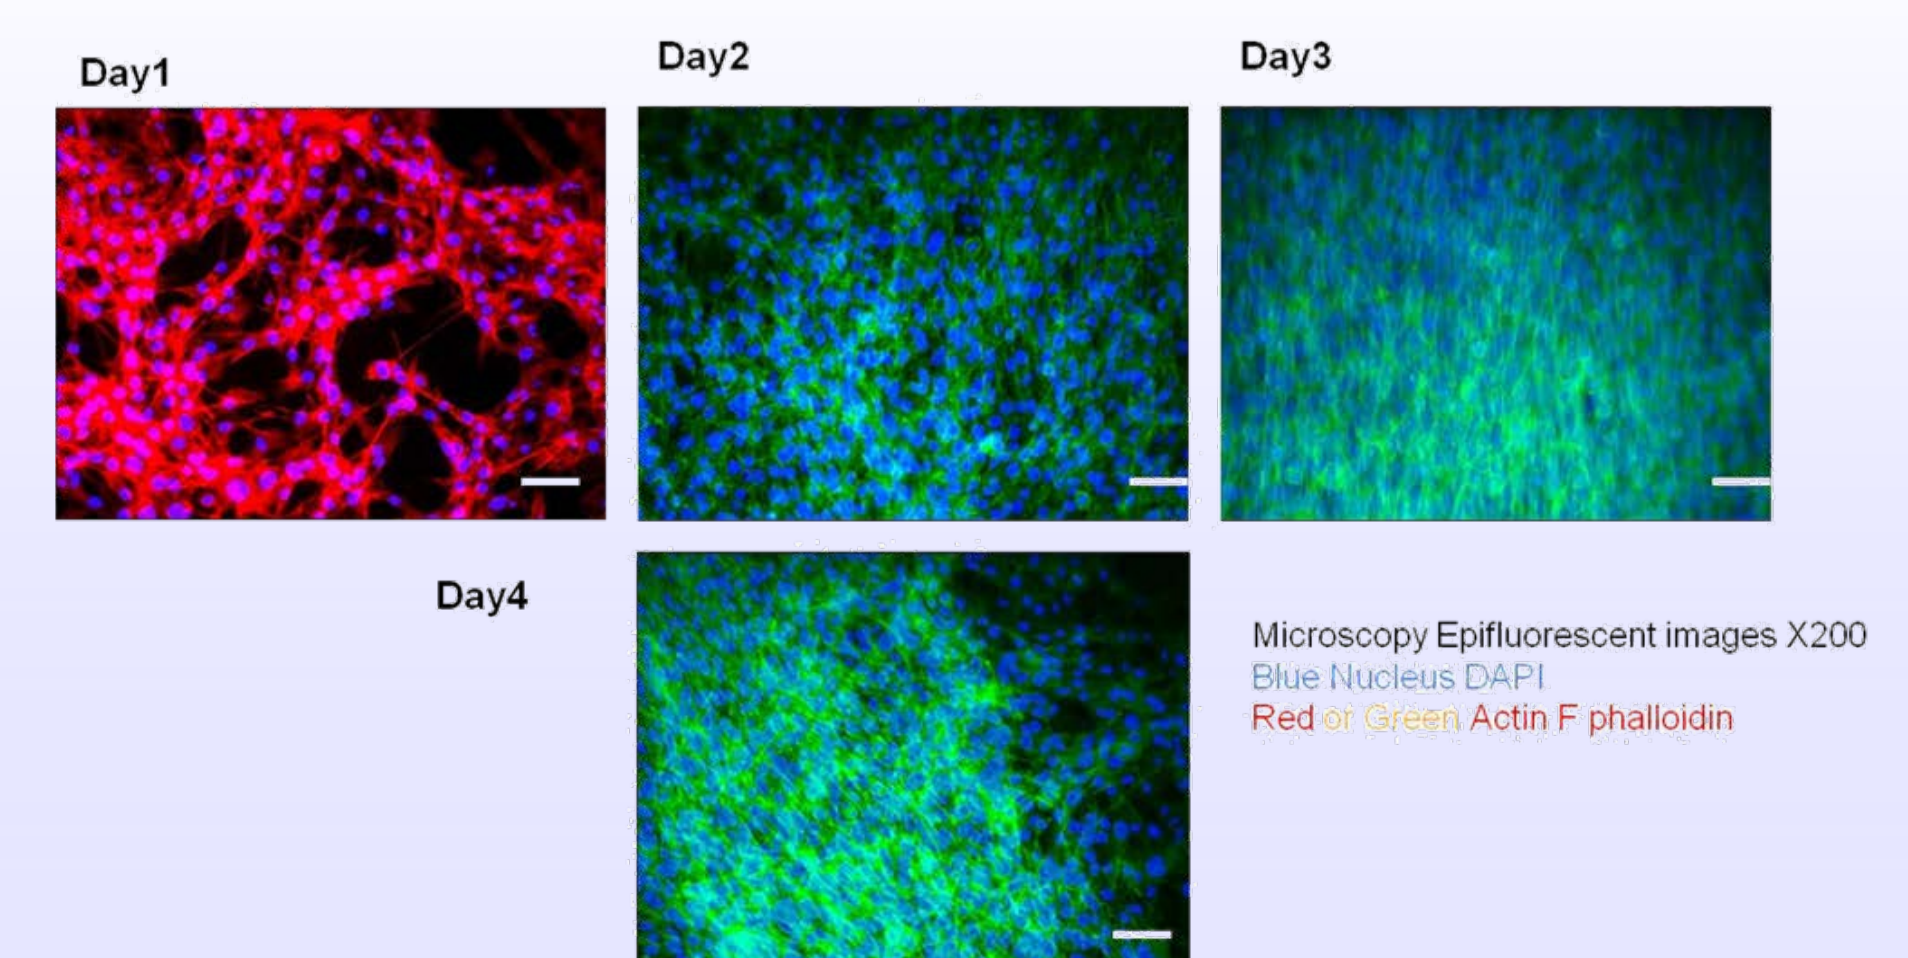 Day1
Day2
Day3
Day4
Microscopy Epifluorescent images X200
Blue Nucleus DAPI
Red or Green Actin F phalloidin